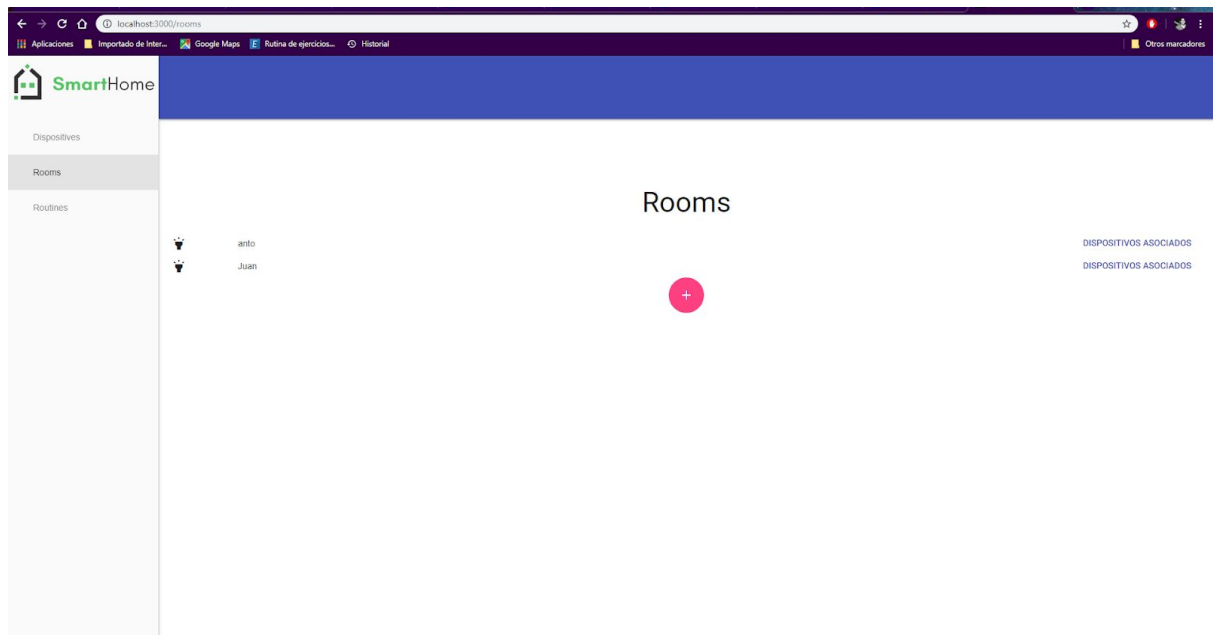 localhost:3000/rooms
Aplicaciones Importado de Inter... Google Maps Rutina de ejercicios... Historial Otros marcadores
SmartHome
Dispositives
Rooms
Routines
Rooms
anto DISPOSITIVOS ASOCIADOS
Juan DISPOSITIVOS ASOCIADOS
+